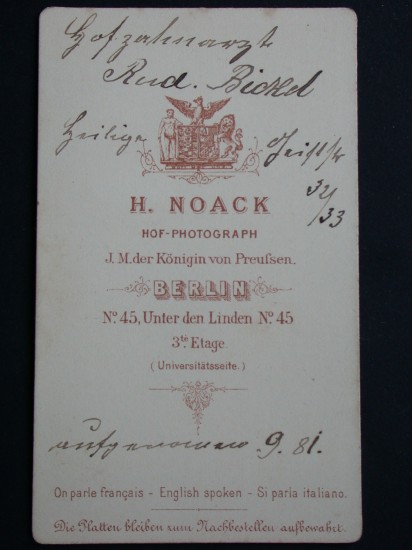 Hofzahnarzt
Rud. Bickel
Heilige Geiststr
32/33
H. NOACK
HOF-PHOTOGRAPH
J. M. der Königin von Preuſsen.
BERLIN
No. 45, Unter den Linden No. 45
3te Etage.
(Universitätsseite.)
aufgenommen 9. 81.
On parle français - English spoken - Si parla italiano.
Die Platten bleiben zum Nachbestellen aufbewahrt.